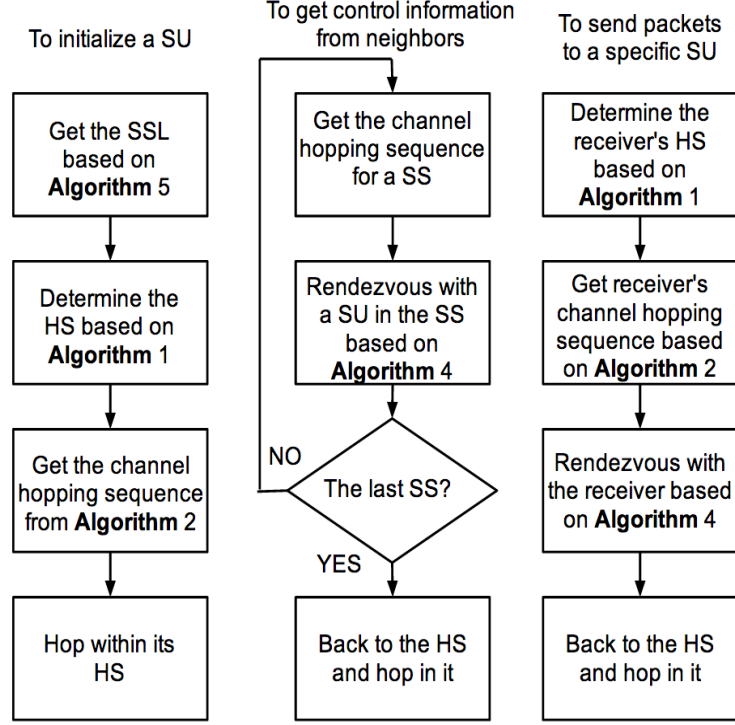 To initialize a SU
Get the SSL
based on
Algorithm 5
Determine the
HS based on
Algorithm 1
Get the channel
hopping sequence
from Algorithm 2
Hop within its
HS
To get control information
from neighbors
Get the channel
hopping sequence
for a SS
Rendezvous with
a SU in the SS
based on
Algorithm 4
NO
The last SS?
YES
Back to the HS
and hop in it
To send packets
to a specific SU
Determine the
receiver's HS
based on
Algorithm 1
Get receiver's
channel hopping
sequence based
on Algorithm 2
Rendezvous with
the receiver based
on Algorithm 4
Back to the HS
and hop in it